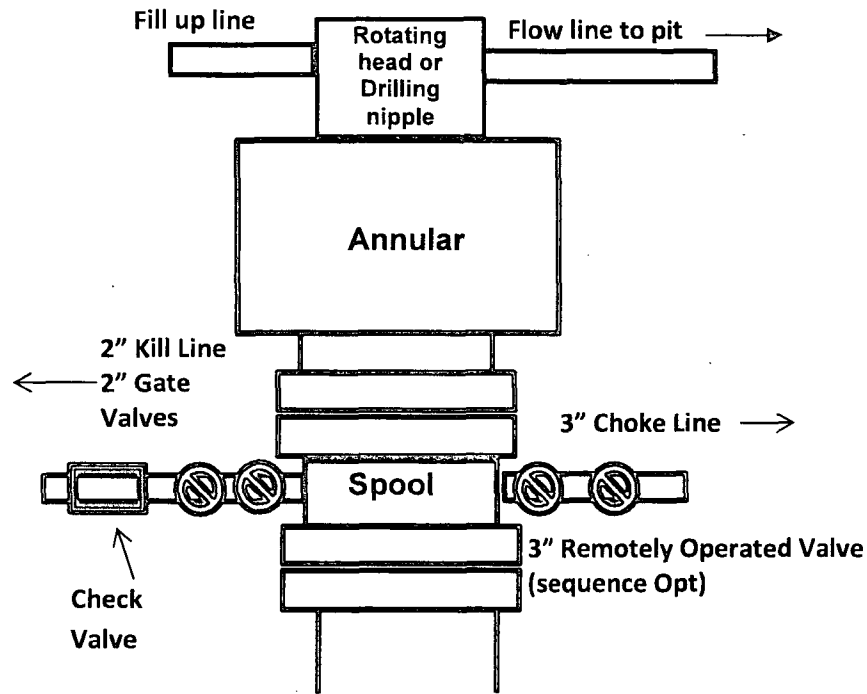 Fill up line
Rotating
head or
Drilling
nipple
Flow line to pit
Annular
2” Kill Line
2” Gate
Valves
3” Choke Line
Spool
3” Remotely Operated Valve
(sequence Opt)
Check
Valve